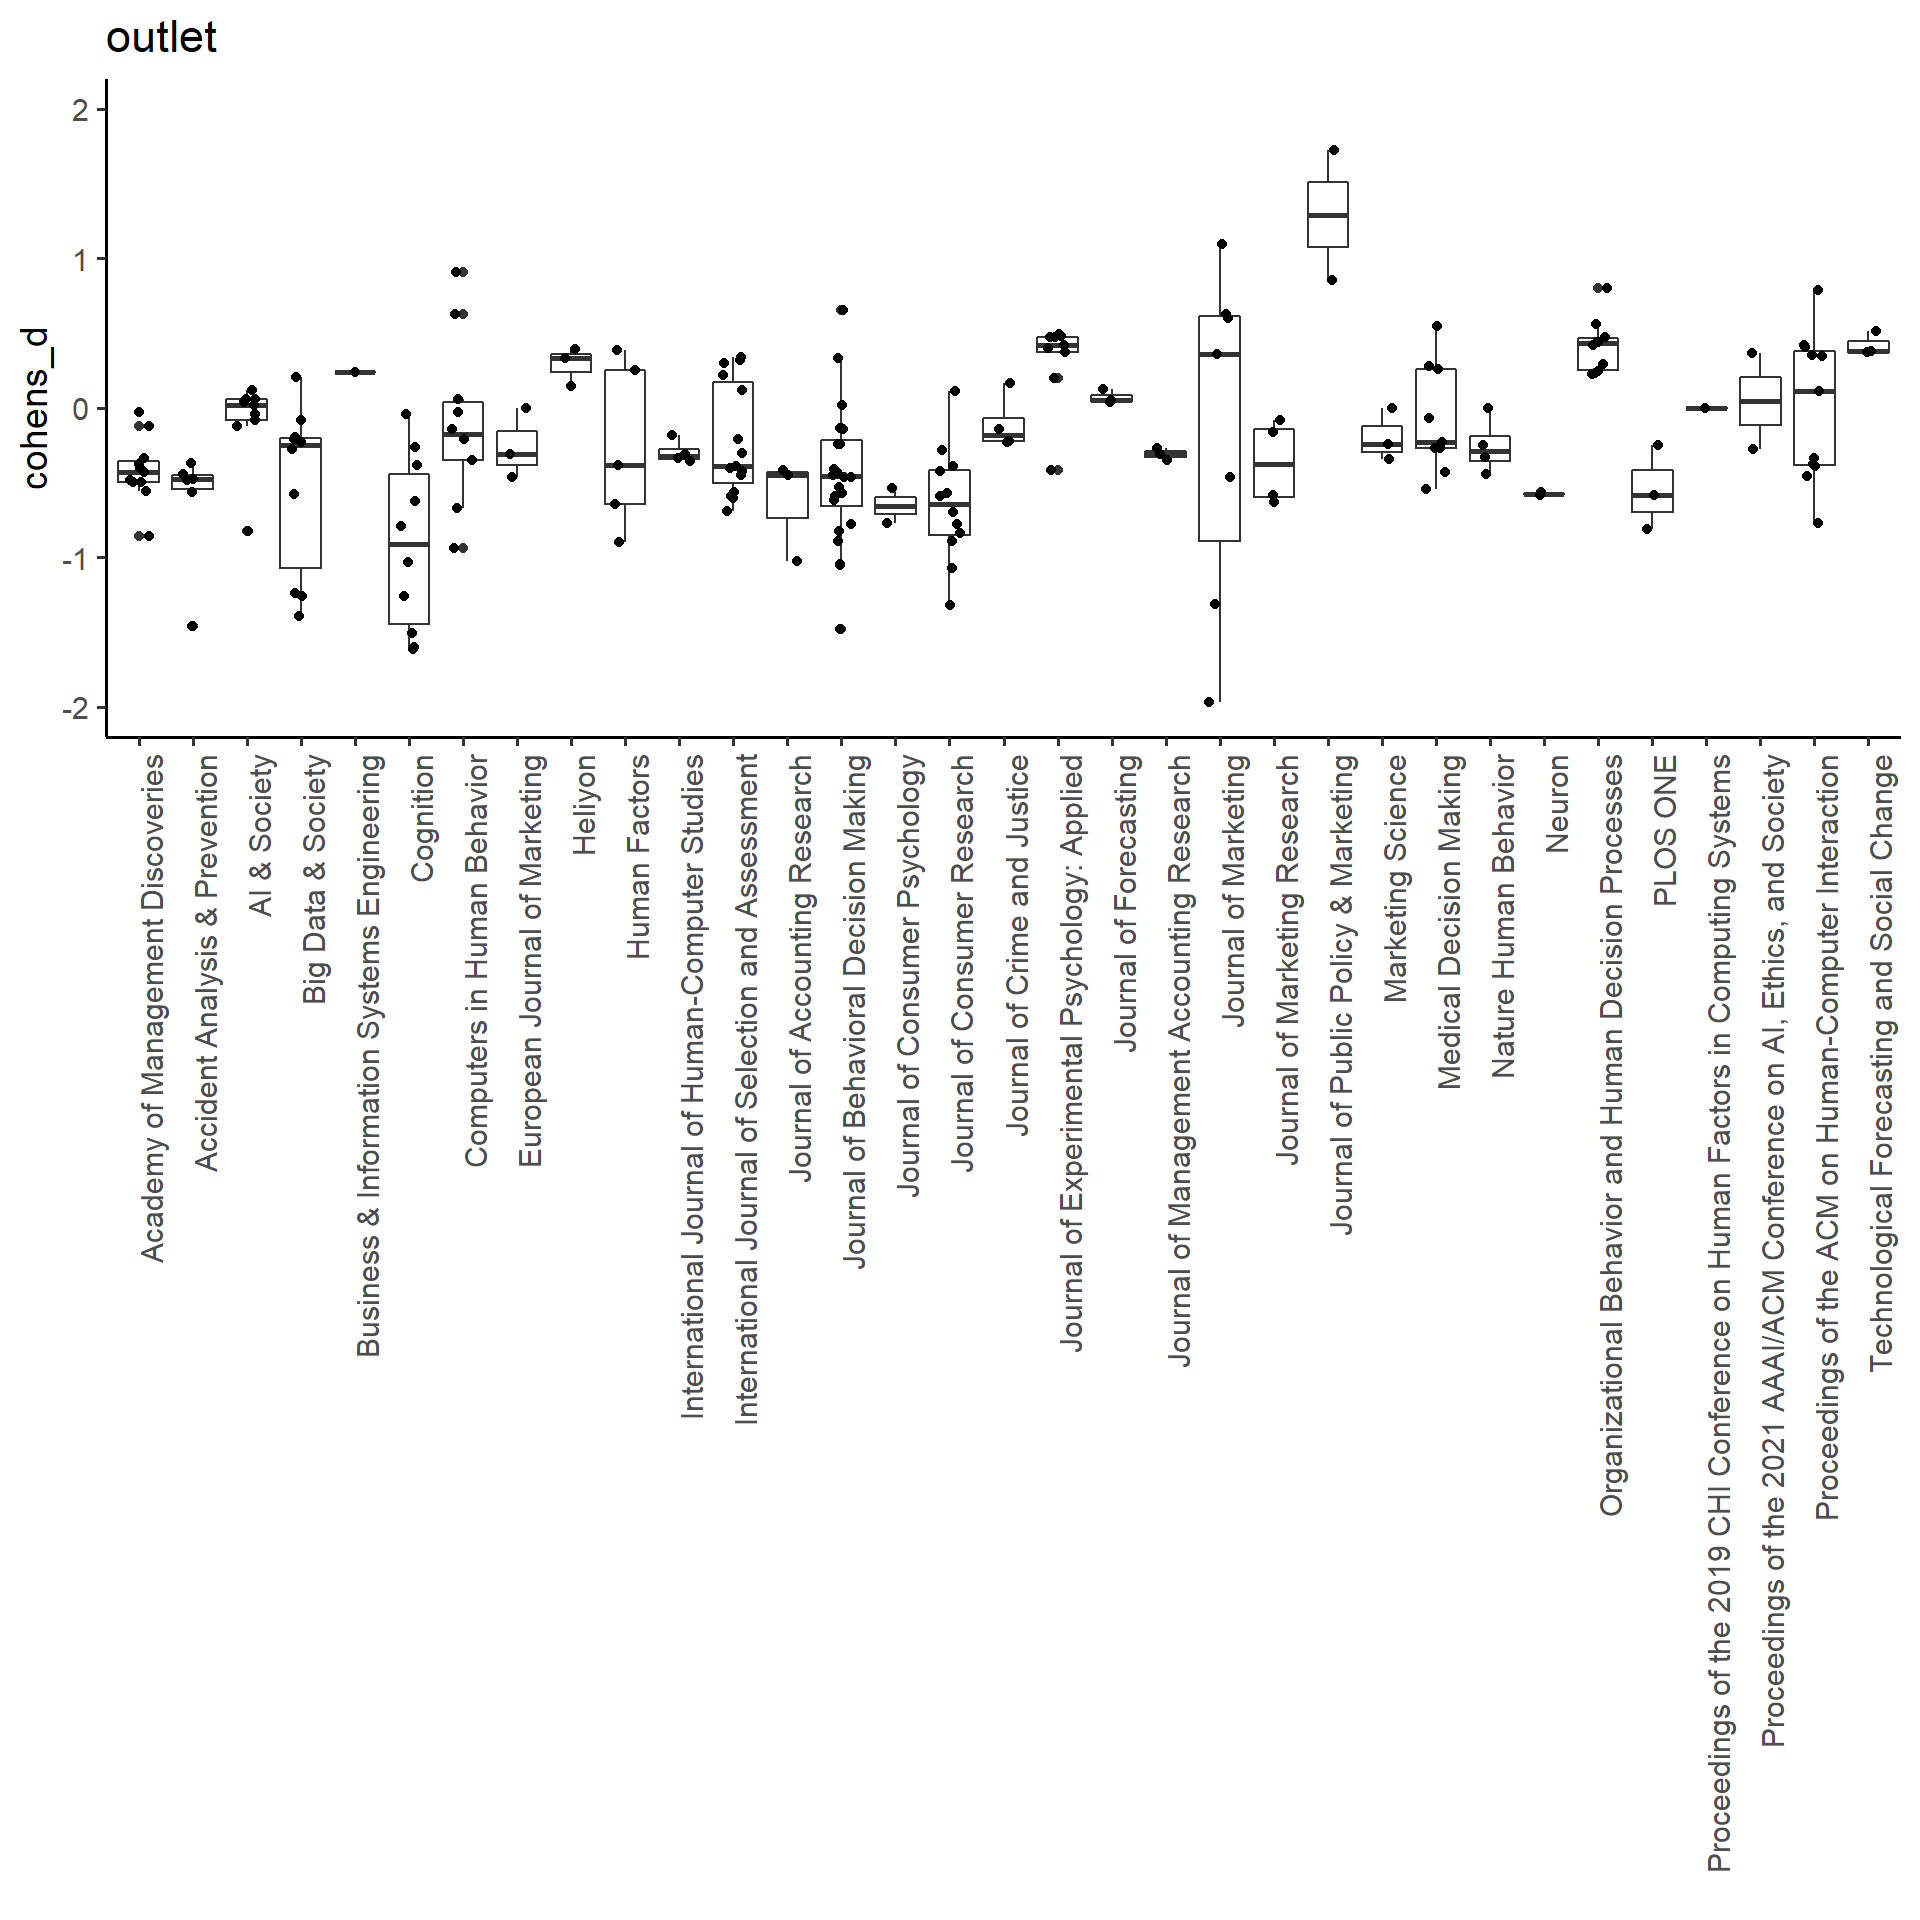 outlet
cohens_d
2
1
0
-1
-2
Academy of Management Discoveries
Accident Analysis & Prevention
AI & Society
Big Data & Society
Business & Information Systems Engineering
Cognition
Computers in Human Behavior
European Journal of Marketing
Heliyon
Human Factors
International Journal of Human-Computer Studies
International Journal of Selection and Assessment
Journal of Accounting Research
Journal of Behavioral Decision Making
Journal of Consumer Psychology
Journal of Consumer Research
Journal of Crime and Justice
Journal of Experimental Psychology: Applied
Journal of Forecasting
Journal of Management Accounting Research
Journal of Marketing
Journal of Marketing Research
Journal of Public Policy & Marketing
Marketing Science
Medical Decision Making
Nature Human Behavior
Neuron
Organizational Behavior and Human Decision Processes
PLOS ONE
Proceedings of the 2019 CHI Conference on Human Factors in Computing Systems
Proceedings of the 2021 AAAI/ACM Conference on AI, Ethics, and Society
Proceedings of the ACM on Human-Computer Interaction
Technological Forecasting and Social Change